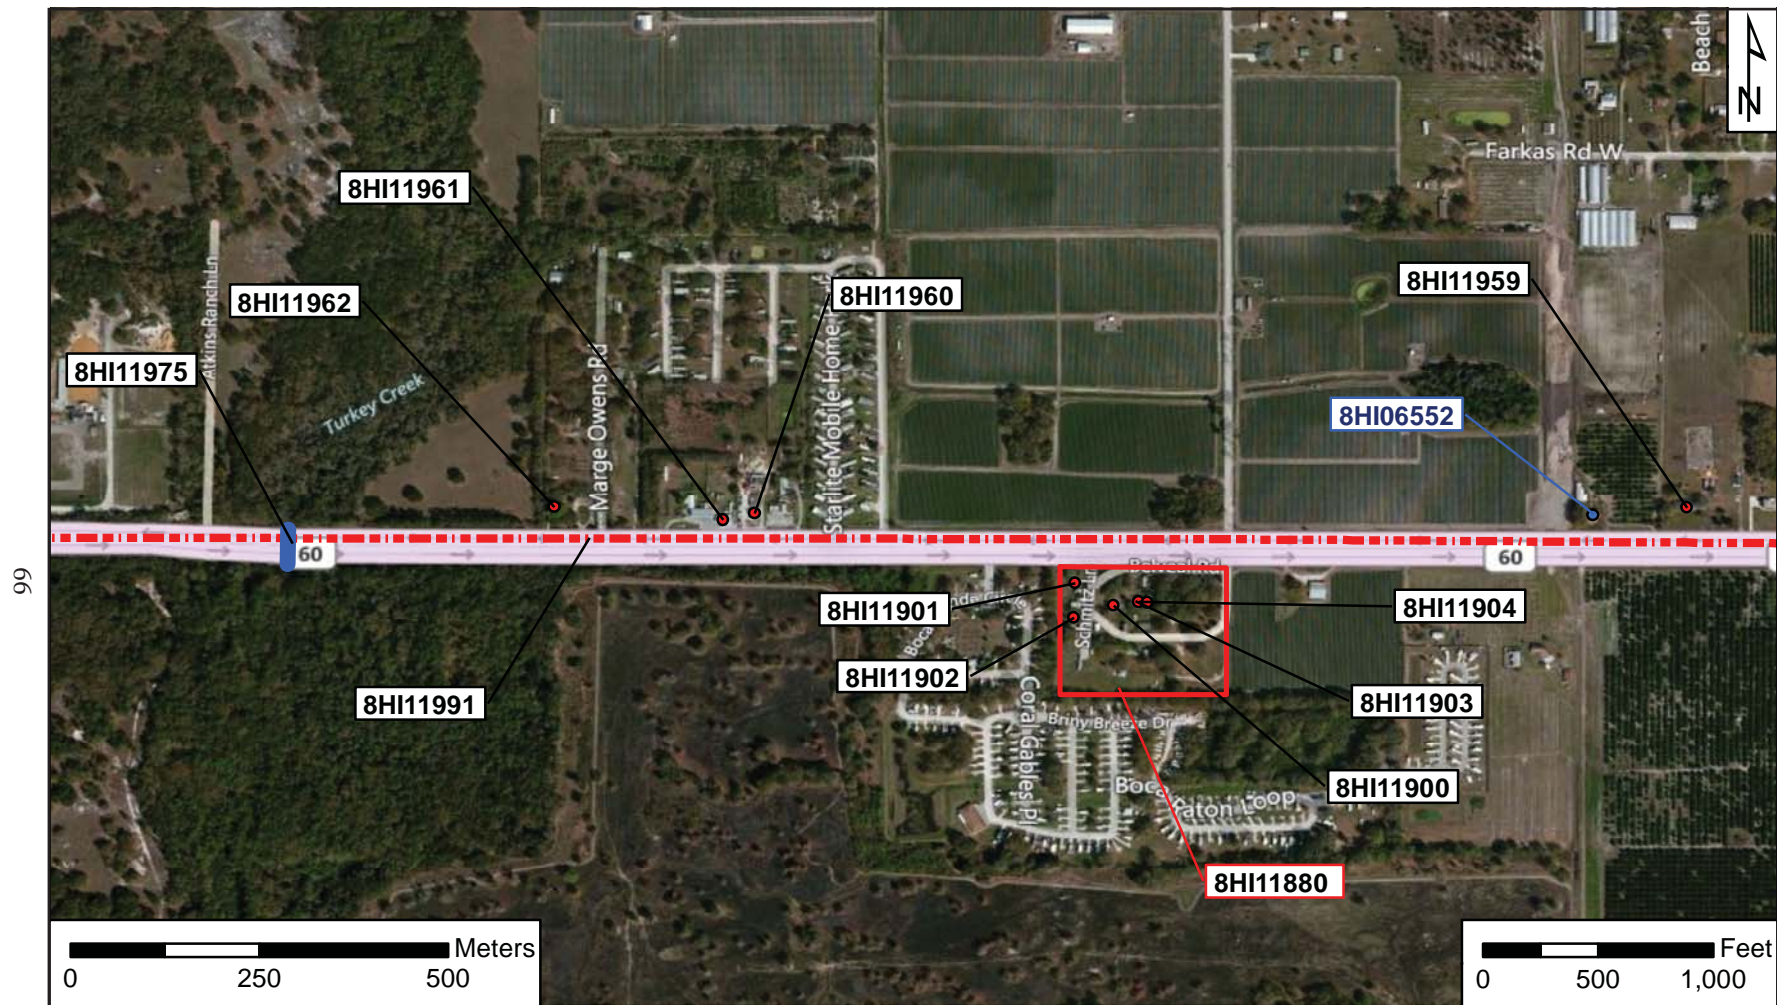 Beach
N
Farkas Rd W
8HI11961
8HI11962
8HI11960
8HI11959
8HI11975
Atkins Ranch Ln
Turkey Creek
Marge Owens Rd
Starlite Mobile Home
8HI06552
60
60
66
Schmitz Ln
8HI11901
8HI11904
8HI11902
8HI11903
8HI11991
Coral Gables Pl
Briny Breeze Dr
8HI11900
Boca Raton Loop
8HI11880
Meters
0 250 500
Feet
0 500 1,000